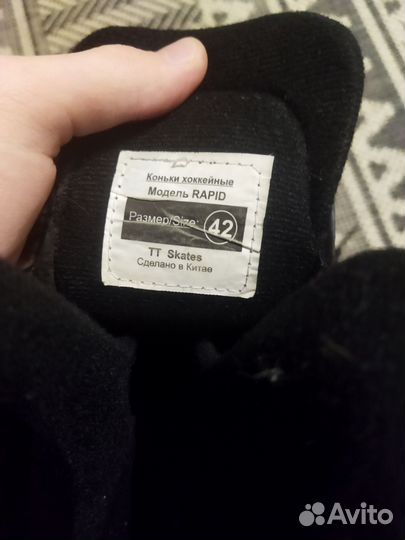 Коньки хоккейные
Модель RAPID
Размер/Size: 42
TT Skates
Сделано в Китае
Avito